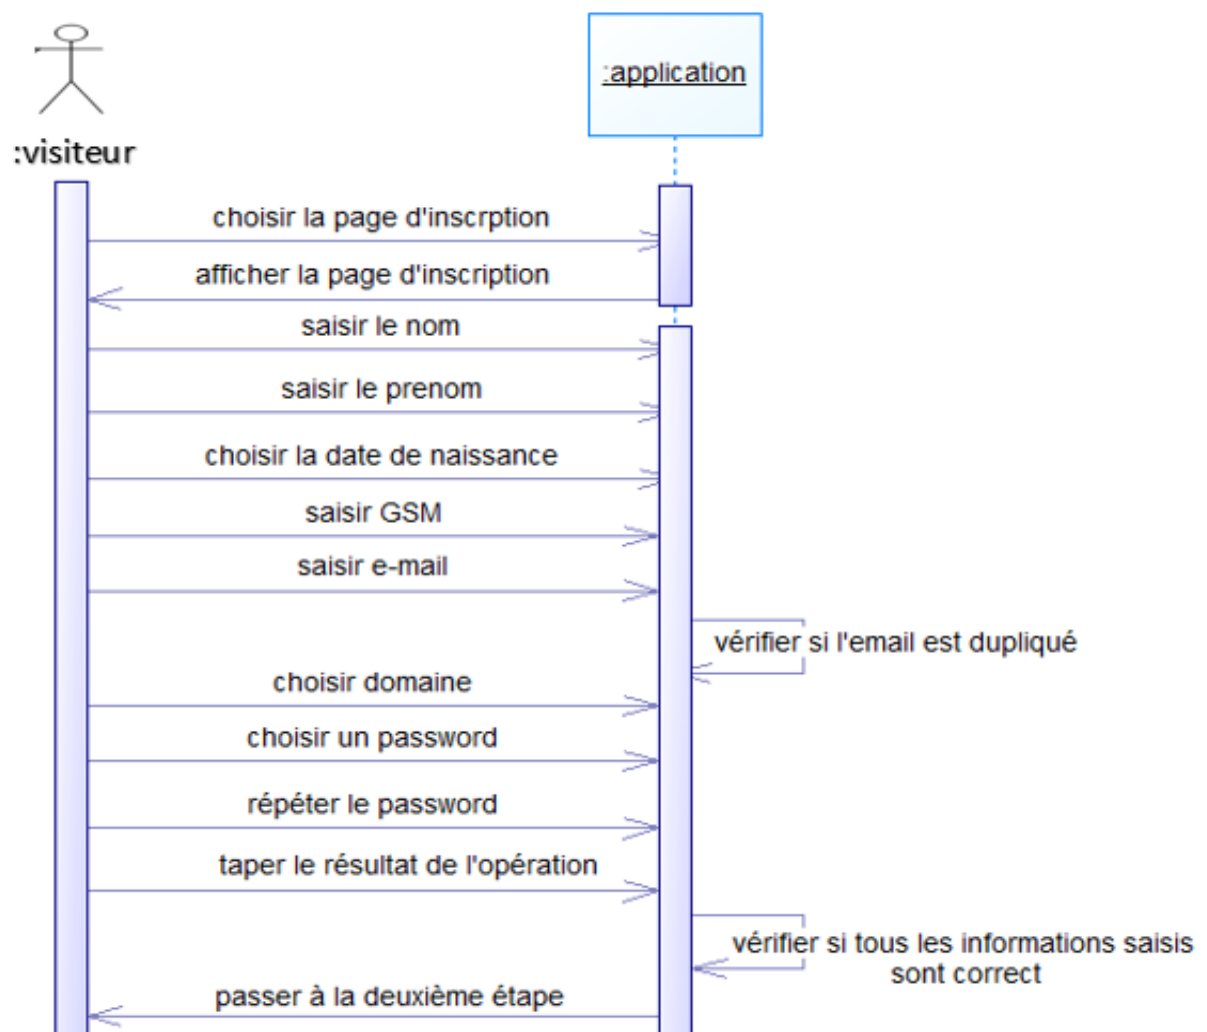 :application
:visiteur
choisir la page d'inscrption
afficher la page d'inscription
saisir le nom
saisir le prenom
choisir la date de naissance
saisir GSM
saisir e-mail
vérifier si l'email est dupliqué
choisir domaine
choisir un password
répéter le password
taper le résultat de l'opération
vérifier si tous les informations saisis
sont correct
passer à la deuxième étape